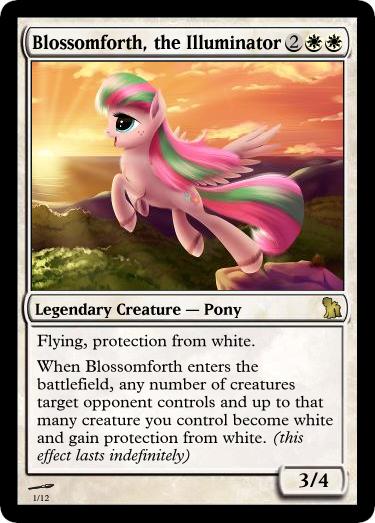 Blossomforth, the Illuminator 2
Legendary Creature — Pony
Flying, protection from white.
When Blossomforth enters the
battlefield, any number of creatures
target opponent controls and up to that
many creature you control become white
and gain protection from white. (this
effect lasts indefinitely)
3/4
1/12